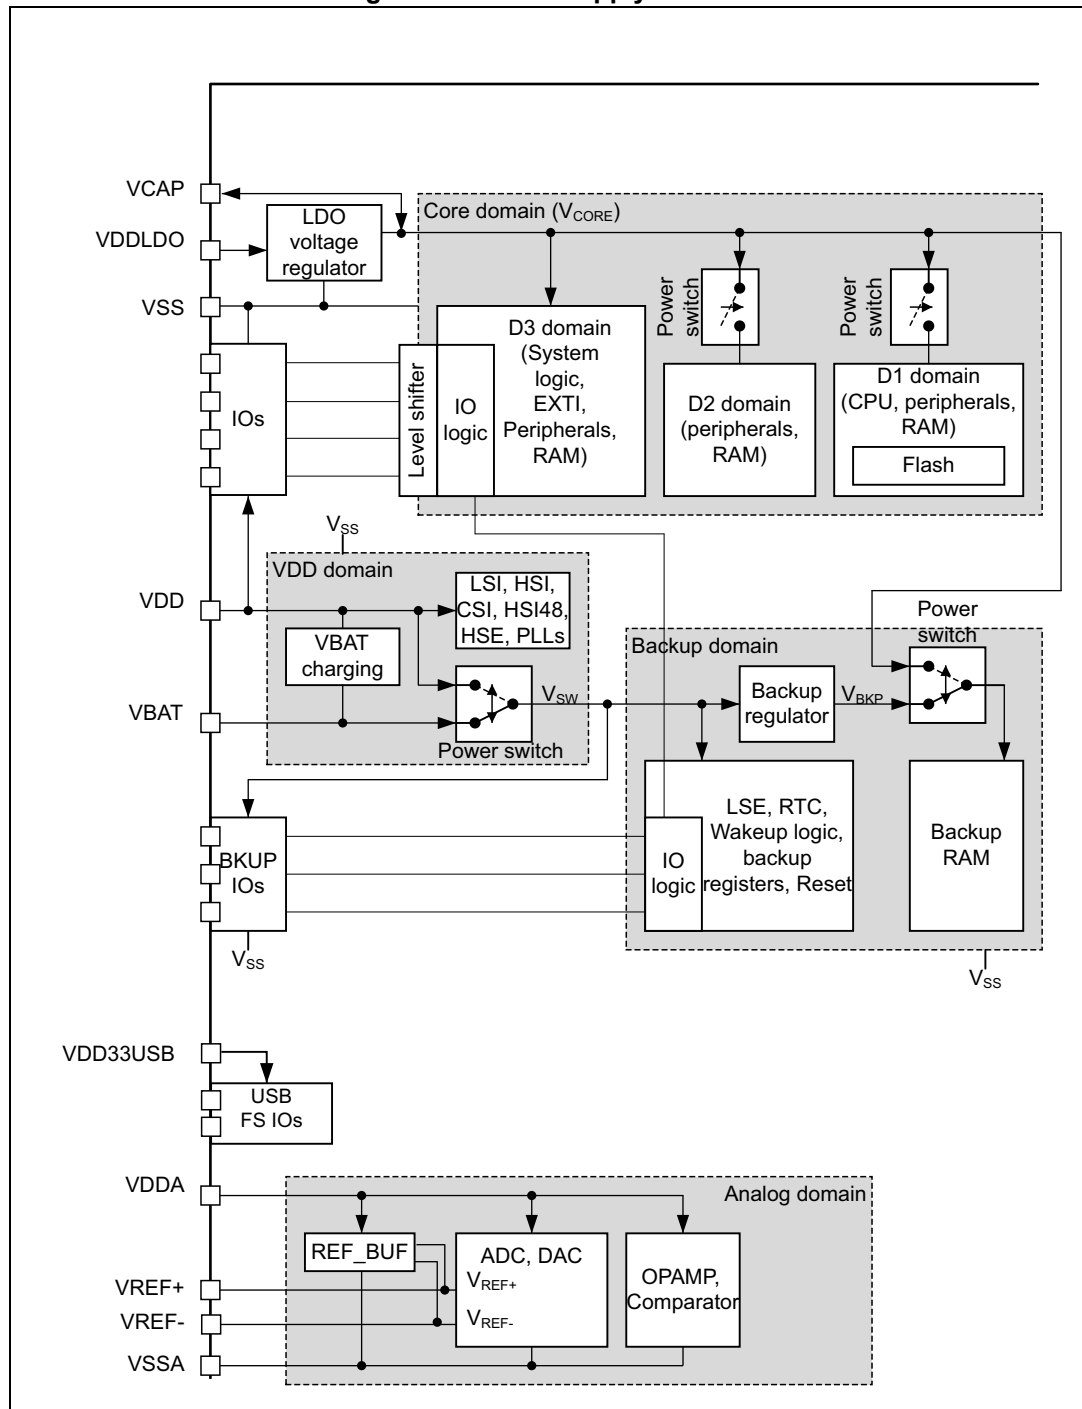 VCAP
Core domain (VCORE)
LDO
voltage
regulator
VDDLDO
VSS
Power
switch
Power
switch
D3 domain
(System
logic,
EXTI,
Peripherals,
RAM)
D2 domain
(peripherals,
RAM)
D1 domain
(CPU, peripherals,
RAM)
Flash
IOs
Level shifter
IO
logic
VSS
VDD domain
VDD
LSI, HSI,
CSI, HSI48,
HSE, PLLs
VBAT
charging
VBAT
VSW
Power switch
Backup domain
Power
switch
Backup
regulator
VBKP
LSE, RTC,
Wakeup logic,
backup
registers, Reset
IO
logic
Backup
RAM
BKUP
IOs
VSS
VSS
VDD33USB
USB
FS IOs
VDDA
Analog domain
REF_BUF
ADC, DAC
VREF+
VREF-
OPAMP,
Comparator
VREF+
VREF-
VSSA